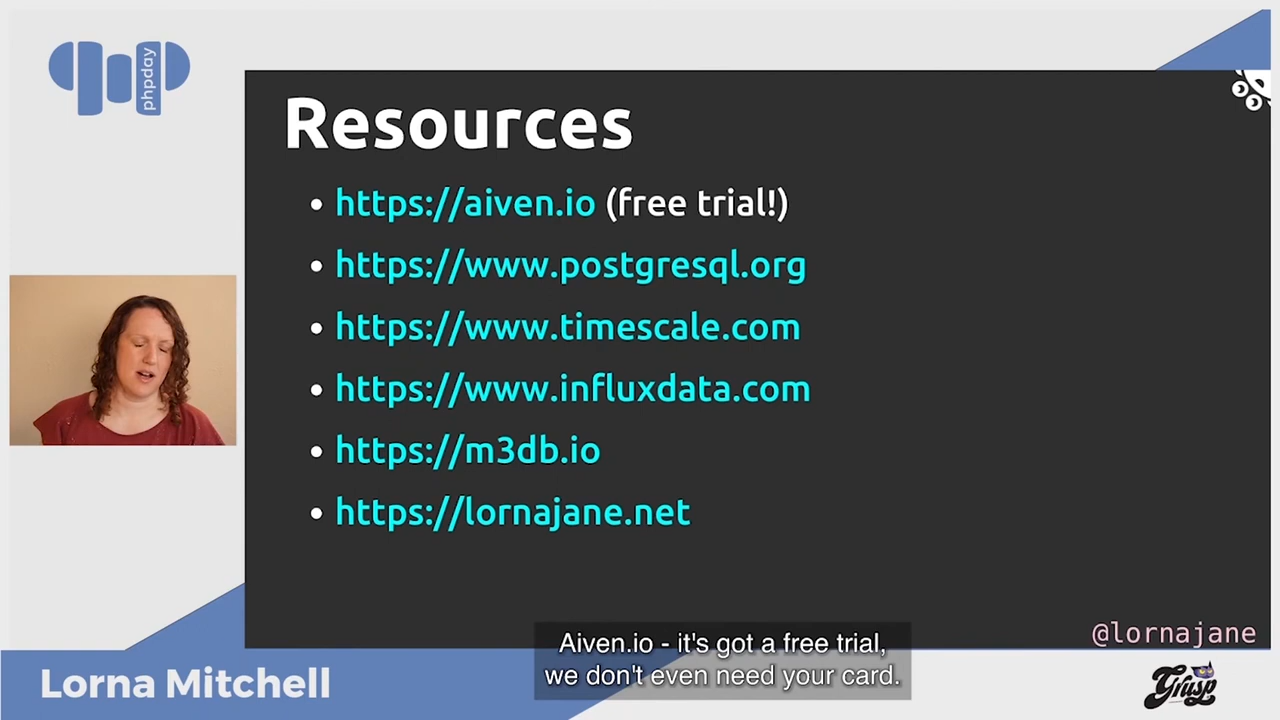 phpday
Resources
• https://aiven.io (free trial!)
• https://www.postgresql.org
• https://www.timescale.com
• https://www.influxdata.com
• https://m3db.io
• https://lornajane.net
@lornajane
Aiven.io - it's got a free trial,
we don't even need your card.
Lorna Mitchell
Grusp